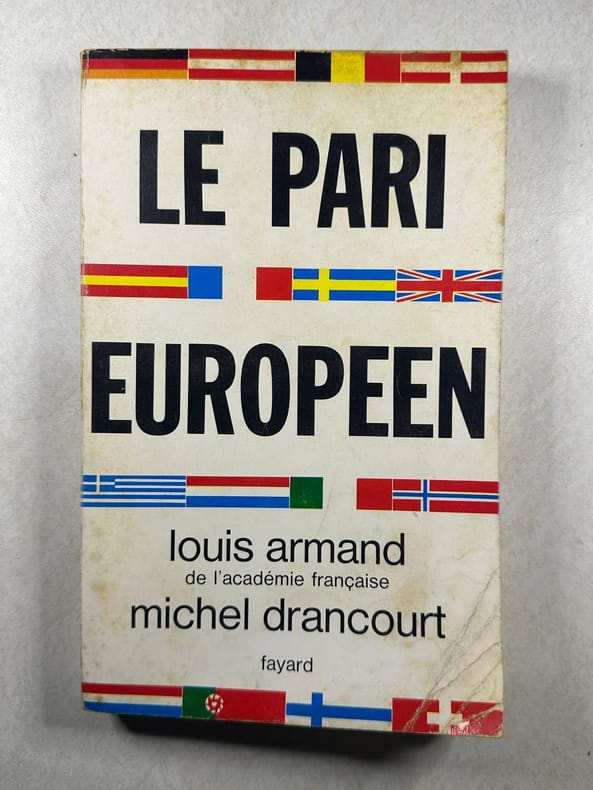 LE PARI
EUROPEEN
louis armand
de l'académie française
michel drancourt
fayard